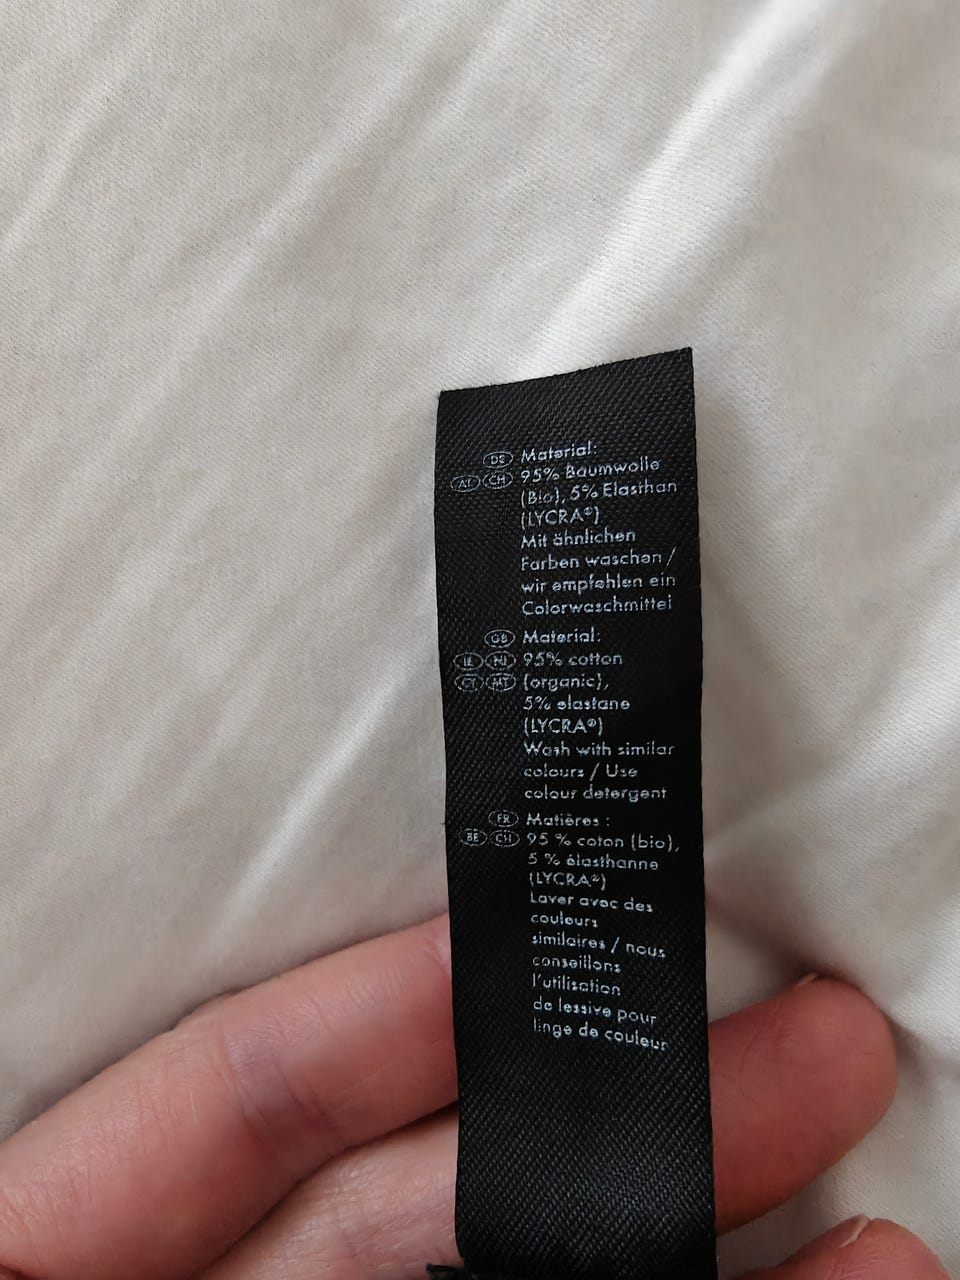 DE Material:
AT CH 95% Baumwolle
(Bio), 5% Elasthan
(LYCRA®)
Mit ähnlichen
Farben waschen /
wir empfehlen ein
Colorwaschmittel
GB Material:
IE NI 95% cotton
CY MT (organic),
5% elastane
(LYCRA®)
Wash with similar
colours / Use
colour detergent
FR Matières :
BE CH 95 % coton (bio),
5 % élasthanne
(LYCRA®)
Laver avec des
couleurs
similaires / nous
conseillons
l'utilisation
de lessive pour
linge de couleur